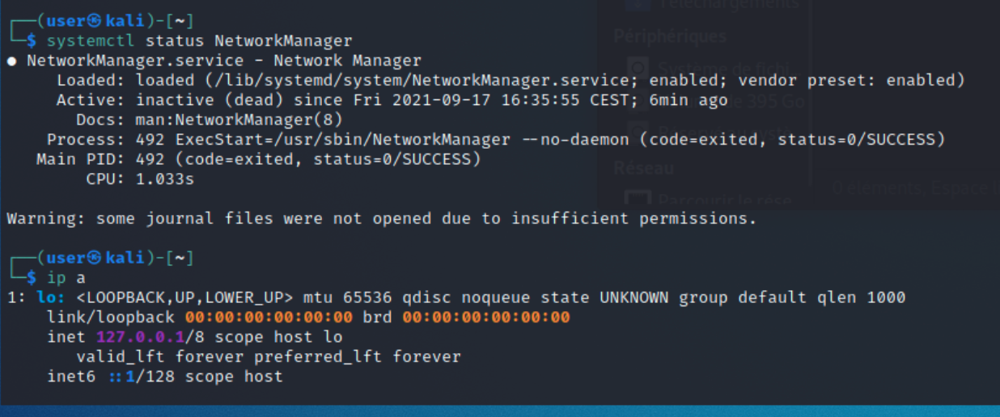 ┌──(user㉿kali)-[~]
└─$ systemctl status NetworkManager
● NetworkManager.service - Network Manager
Loaded: loaded (/lib/systemd/system/NetworkManager.service; enabled; vendor preset: enabled)
Active: inactive (dead) since Fri 2021-09-17 16:35:55 CEST; 6min ago
Docs: man:NetworkManager(8)
Process: 492 ExecStart=/usr/sbin/NetworkManager --no-daemon (code=exited, status=0/SUCCESS)
Main PID: 492 (code=exited, status=0/SUCCESS)
CPU: 1.033s
Warning: some journal files were not opened due to insufficient permissions.
┌──(user㉿kali)-[~]
└─$ ip a
1: lo: <LOOPBACK,UP,LOWER_UP> mtu 65536 qdisc noqueue state UNKNOWN group default qlen 1000
link/loopback 00:00:00:00:00:00 brd 00:00:00:00:00:00
inet 127.0.0.1/8 scope host lo
valid_lft forever preferred_lft forever
inet6 ::1/128 scope host
Téléchargements
Périphériques
Système de fichi
de 395 Go
Réseau
Parcourir le rése
0 éléments, Espace